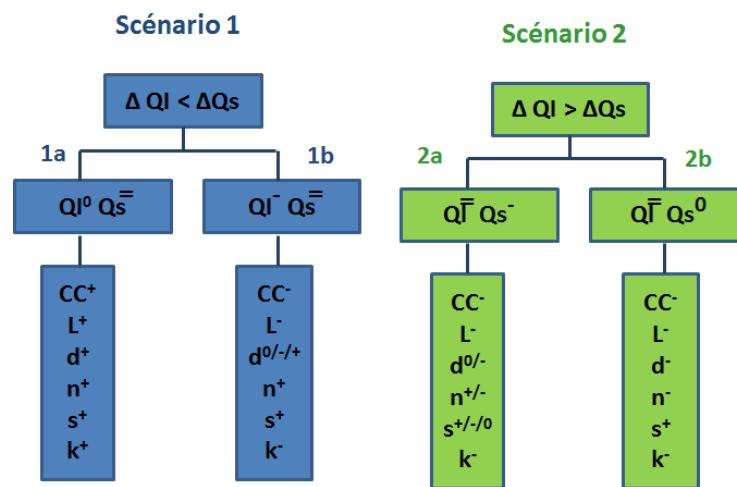 Scénario 1
Δ Ql < ΔQs
1a
1b
Ql⁰ Qs⁼
Ql⁻ Qs⁼
CC⁺
L⁺
d⁺
n⁺
s⁺
k⁺
CC⁻
L⁻
d⁰/⁻/⁺
n⁺
s⁺
k⁻
Scénario 2
Δ Ql > ΔQs
2a
2b
Ql⁼ Qs⁻
Ql⁼ Qs⁰
CC⁻
L⁻
d⁰/⁻
n⁺/⁻
s⁺/⁻/⁰
k⁻
CC⁻
L⁻
d⁻
n⁻
s⁺
k⁻